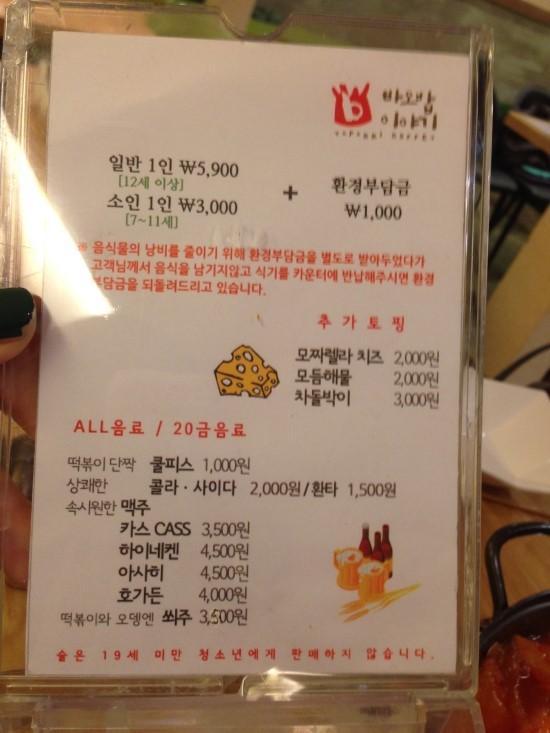 바로밥
이야기
일반 1인 ₩5,900
[12세 이상]
소인 1인 ₩3,000
[7~11세]
+
환경부담금
₩1,000
음식물의 낭비를 줄이기 위해 환경부담금을 별도로 받아두었다가
고객님께서 음식을 남기지않고 식기를 카운터에 반납해주시면 환경
부담금을 되돌려드리고 있습니다.
추가토핑
모짜렐라 치즈 2,000원
모듬해물 2,000원
차돌박이 3,000원
ALL음료 / 20금음료
떡볶이 단짝 쿨피스 1,000원
상쾌한 콜라 · 사이다 2,000원/환타 1,500원
속시원한 맥주
카스 CASS 3,500원
하이네켄 4,500원
아사히 4,500원
호가든 4,000원
떡볶이와 오뎅엔 쐬주 3,500원
술은 19세 미만 청소년에게 판매하지 않습니다.